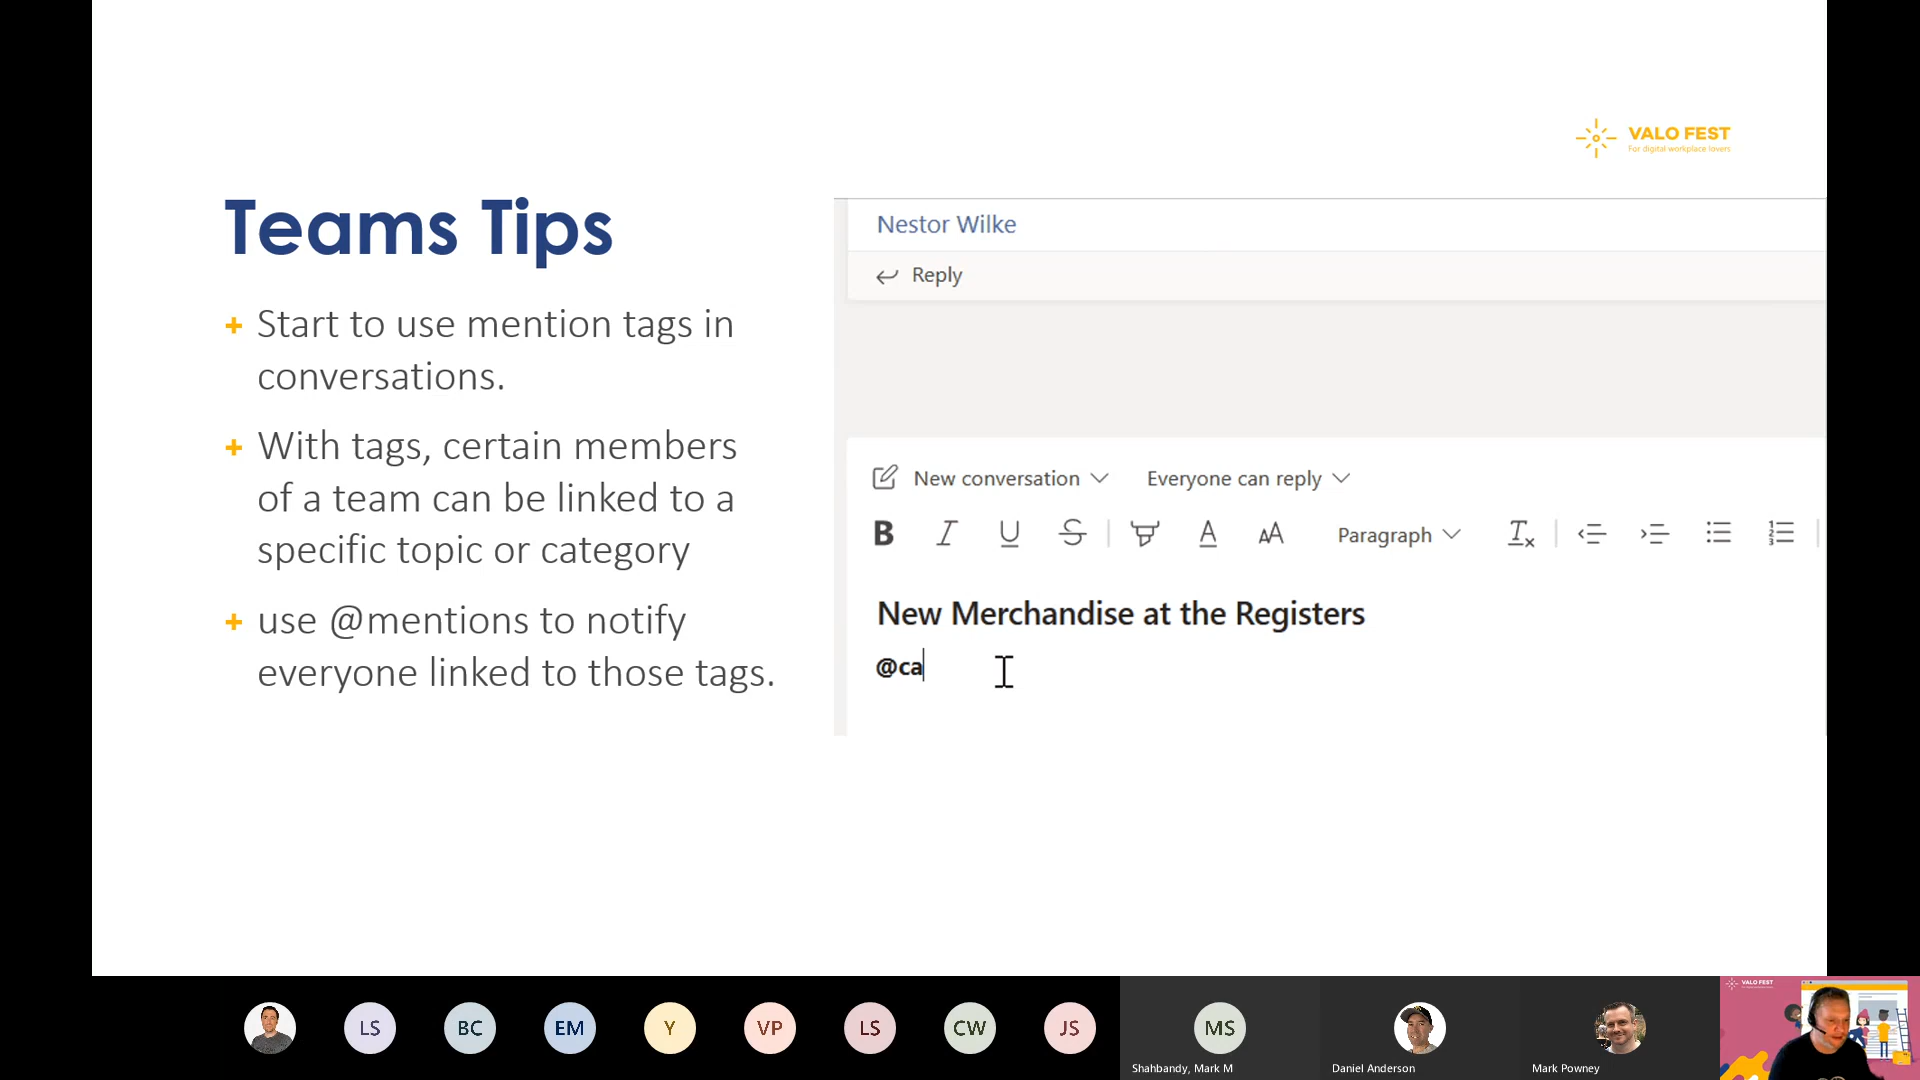 VALO FEST
For digital workplace lovers
Teams Tips
+ Start to use mention tags in
conversations.
+ With tags, certain members
of a team can be linked to a
specific topic or category
+ use @mentions to notify
everyone linked to those tags.
Nestor Wilke
Reply
New conversation Everyone can reply
B I U S A AA Paragraph
New Merchandise at the Registers
@ca
LS BC EM Y VP LS CW JS MS
Shahbandy, Mark M Daniel Anderson Mark Powney
VALO FEST